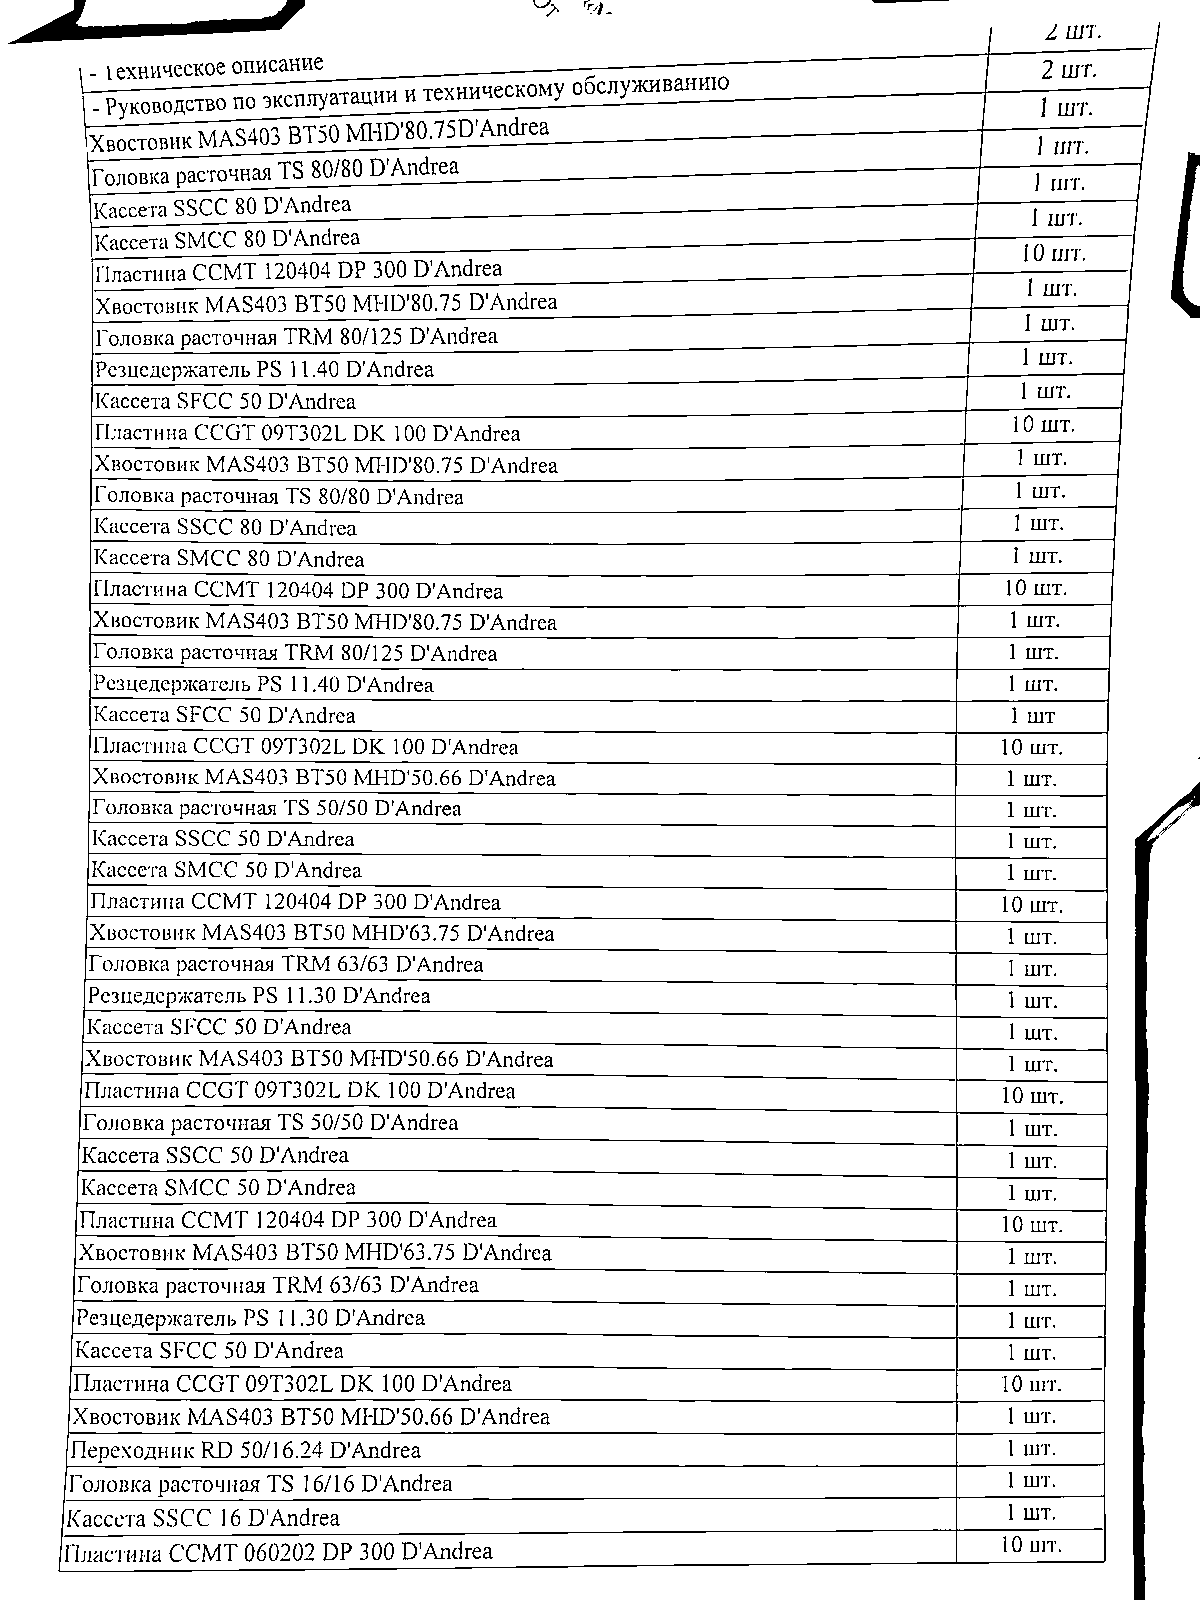 - Техническое описание 2 шт.
- Руководство по эксплуатации и техническому обслуживанию 2 шт.
Хвостовик MAS403 BT50 MHD'80.75D'Andrea 1 шт.
Головка расточная TS 80/80 D'Andrea 1 шт.
Кассета SSCC 80 D'Andrea 1 шт.
Кассета SMCC 80 D'Andrea 1 шт.
Пластина CCMT 120404 DP 300 D'Andrea 10 шт.
Хвостовик MAS403 BT50 MHD'80.75 D'Andrea 1 шт.
Головка расточная TRM 80/125 D'Andrea 1 шт.
Резцедержатель PS 11.40 D'Andrea 1 шт.
Кассета SFCC 50 D'Andrea 1 шт.
Пластина CCGT 09T302L DK 100 D'Andrea 10 шт.
Хвостовик MAS403 BT50 MHD'80.75 D'Andrea 1 шт.
Головка расточная TS 80/80 D'Andrea 1 шт.
Кассета SSCC 80 D'Andrea 1 шт.
Кассета SMCC 80 D'Andrea 1 шт.
Пластина CCMT 120404 DP 300 D'Andrea 10 шт.
Хвостовик MAS403 BT50 MHD'80.75 D'Andrea 1 шт.
Головка расточная TRM 80/125 D'Andrea 1 шт.
Резцедержатель PS 11.40 D'Andrea 1 шт.
Кассета SFCC 50 D'Andrea 1 шт
Пластина CCGT 09T302L DK 100 D'Andrea 10 шт.
Хвостовик MAS403 BT50 MHD'50.66 D'Andrea 1 шт.
Головка расточная TS 50/50 D'Andrea 1 шт.
Кассета SSCC 50 D'Andrea 1 шт.
Кассета SMCC 50 D'Andrea 1 шт.
Пластина CCMT 120404 DP 300 D'Andrea 10 шт.
Хвостовик MAS403 BT50 MHD'63.75 D'Andrea 1 шт.
Головка расточная TRM 63/63 D'Andrea 1 шт.
Резцедержатель PS 11.30 D'Andrea 1 шт.
Кассета SFCC 50 D'Andrea 1 шт.
Хвостовик MAS403 BT50 MHD'50.66 D'Andrea 1 шт.
Пластина CCGT 09T302L DK 100 D'Andrea 10 шт.
Головка расточная TS 50/50 D'Andrea 1 шт.
Кассета SSCC 50 D'Andrea 1 шт.
Кассета SMCC 50 D'Andrea 1 шт.
Пластина CCMT 120404 DP 300 D'Andrea 10 шт.
Хвостовик MAS403 BT50 MHD'63.75 D'Andrea 1 шт.
Головка расточная TRM 63/63 D'Andrea 1 шт.
Резцедержатель PS 11.30 D'Andrea 1 шт.
Кассета SFCC 50 D'Andrea 1 шт.
Пластина CCGT 09T302L DK 100 D'Andrea 10 шт.
Хвостовик MAS403 BT50 MHD'50.66 D'Andrea 1 шт.
Переходник RD 50/16.24 D'Andrea 1 шт.
Головка расточная TS 16/16 D'Andrea 1 шт.
Кассета SSCC 16 D'Andrea 1 шт.
Пластина CCMT 060202 DP 300 D'Andrea 10 шт.